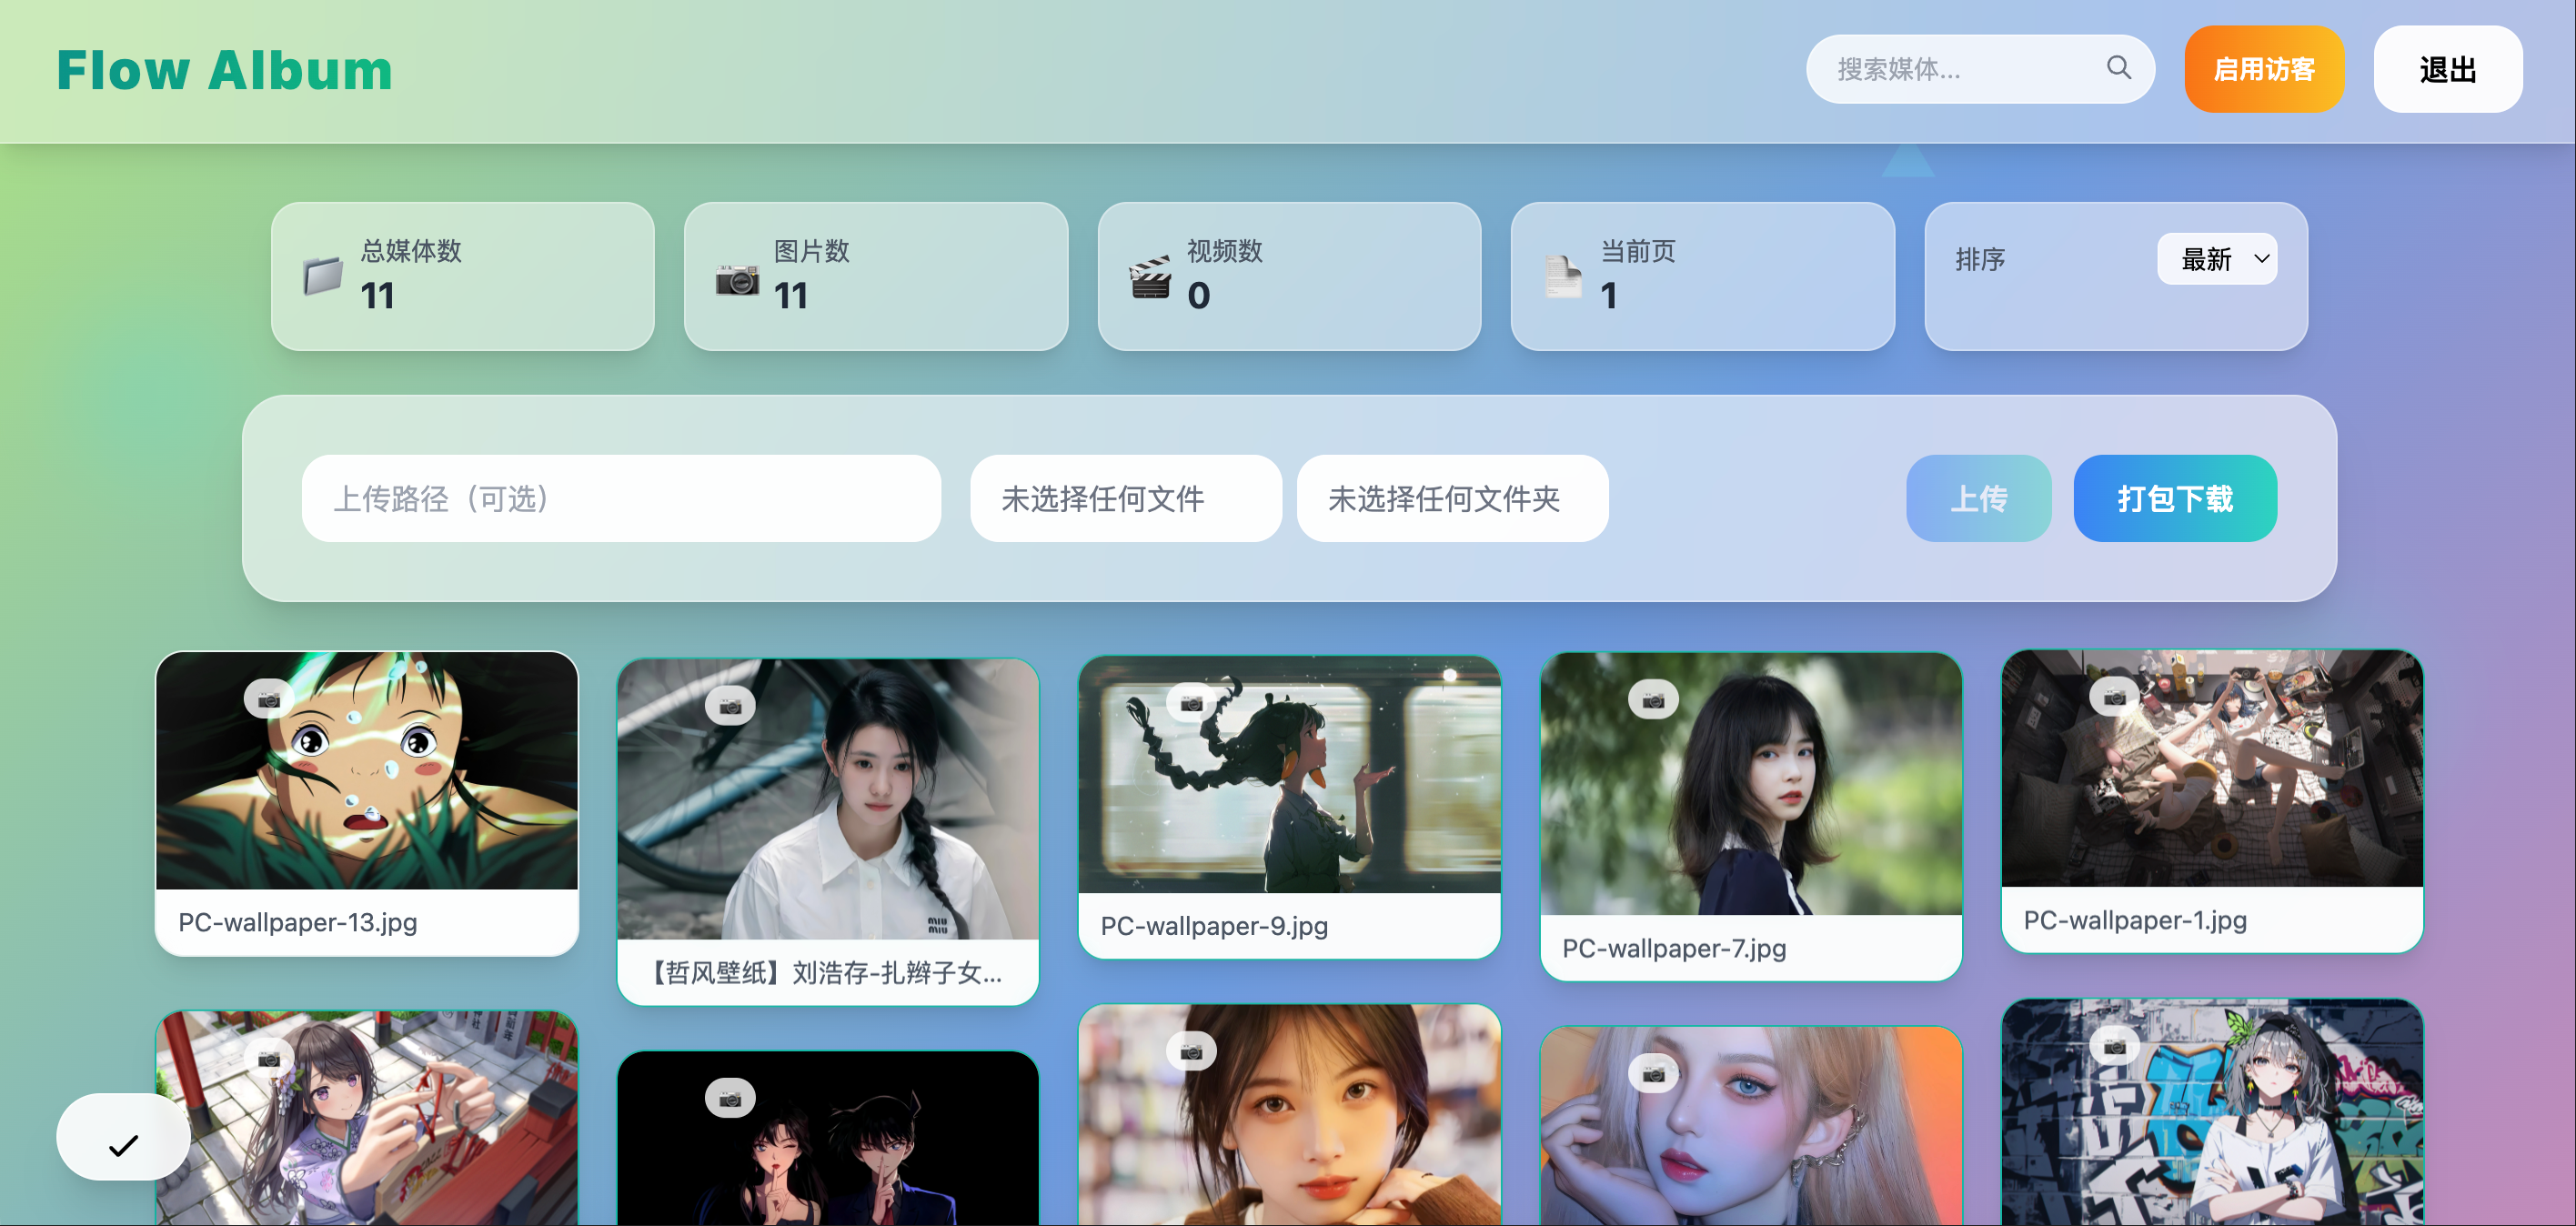 Flow Album
搜索媒体...
启用访客
退出
总媒体数
11
图片数
11
视频数
0
当前页
1
排序
最新
上传路径（可选）
未选择任何文件
未选择任何文件夹
上传
打包下载
MIU
MIU
PC-wallpaper-13.jpg
【哲风壁纸】刘浩存-扎辫子女...
PC-wallpaper-9.jpg
PC-wallpaper-7.jpg
PC-wallpaper-1.jpg